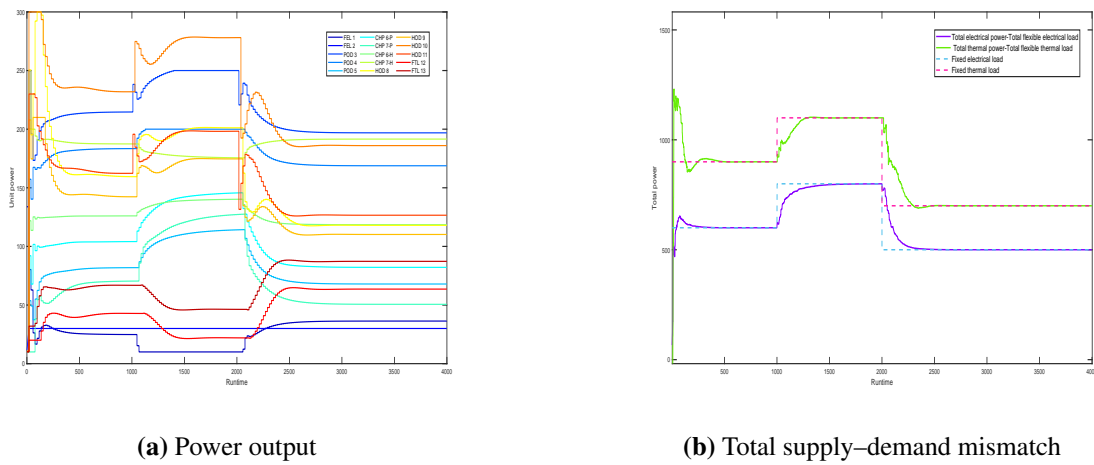 300
250
200
150
100
50
0
0
500
1000
1500
2000
2500
3000
3500
4000
Unit power
Runtime
FEL 1
FEL 2
POD 3
POD 4
POD 5
CHP 6-P
CHP 7-P
CHP 6-H
CHP 7-H
HOD 8
HOD 9
HOD 10
HOD 11
FTL 12
FTL 13
(a) Power output
1500
1000
500
0
0
500
1000
1500
2000
2500
3000
3500
4000
Total power
Runtime
Total electrical power-Total flexible electrical load
Total thermal power-Total flexible thermal load
Fixed electrical load
Fixed thermal load
(b) Total supply–demand mismatch